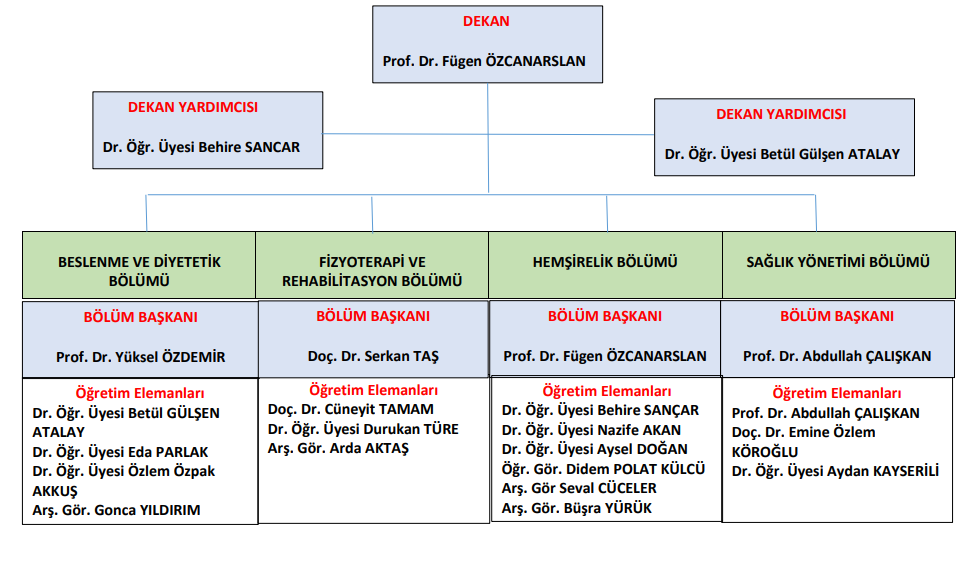 DEKAN
Prof. Dr. Fügen ÖZCANARSLAN
DEKAN YARDIMCISI
Dr. Öğr. Üyesi Behire SANCAR
DEKAN YARDIMCISI
Dr. Öğr. Üyesi Betül Gülşen ATALAY
BESLENME VE DİYETETİK
BÖLÜMÜ
FİZYOTERAPİ VE
REHABİLİTASYON BÖLÜMÜ
HEMŞİRELİK BÖLÜMÜ
SAĞLIK YÖNETİMİ BÖLÜMÜ
BÖLÜM BAŞKANI
Prof. Dr. Yüksel ÖZDEMİR
BÖLÜM BAŞKANI
Doç. Dr. Serkan TAŞ
BÖLÜM BAŞKANI
Prof. Dr. Fügen ÖZCANARSLAN
BÖLÜM BAŞKANI
Prof. Dr. Abdullah ÇALIŞKAN
Öğretim Elemanları
Dr. Öğr. Üyesi Betül GÜLŞEN
ATALAY
Dr. Öğr. Üyesi Eda PARLAK
Dr. Öğr. Üyesi Özlem Özpak
AKKUŞ
Arş. Gör. Gonca YILDIRIM
Öğretim Elemanları
Doç. Dr. Cüneyit TAMAM
Dr. Öğr. Üyesi Durukan TÜRE
Arş. Gör. Arda AKTAŞ
Öğretim Elemanları
Dr. Öğr. Üyesi Behire SANÇAR
Dr. Öğr. Üyesi Nazife AKAN
Dr. Öğr. Üyesi Aysel DOĞAN
Öğr. Gör. Didem POLAT KÜLCÜ
Arş. Gör Seval CÜCELER
Arş. Gör. Büşra YÜRÜK
Öğretim Elemanları
Prof. Dr. Abdullah ÇALIŞKAN
Doç. Dr. Emine Özlem
KÖROĞLU
Dr. Öğr. Üyesi Aydan KAYSERİLİ